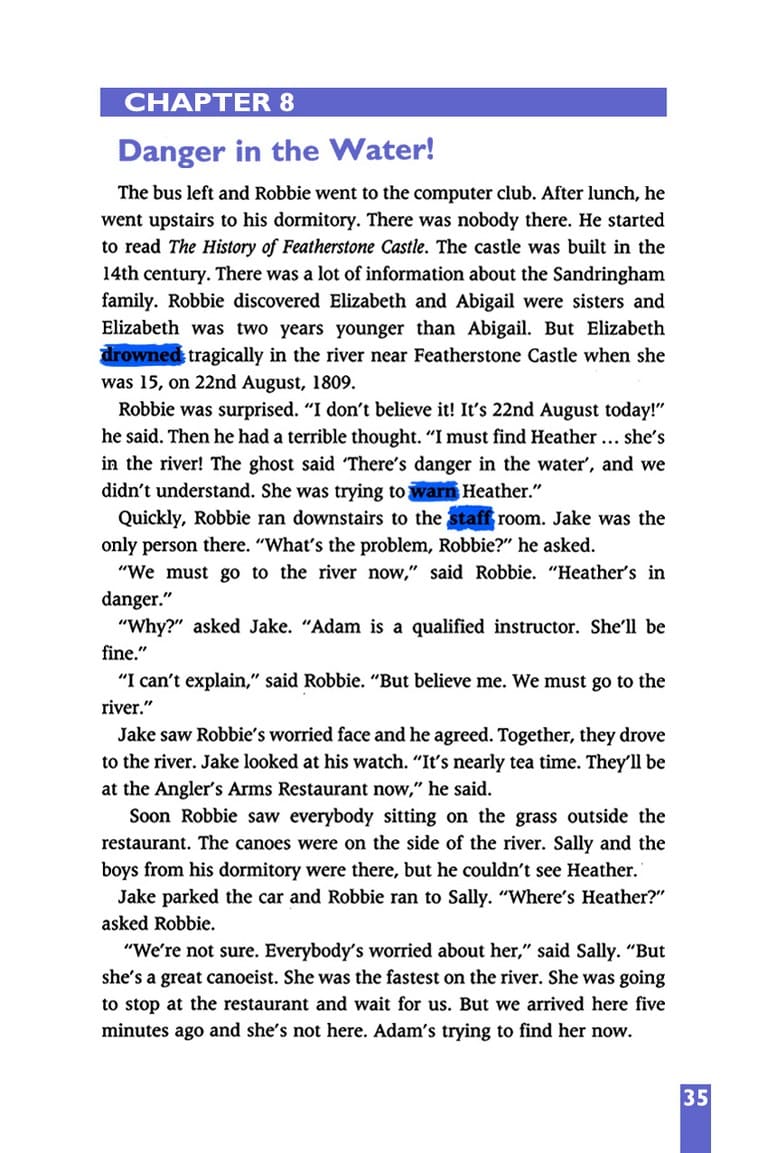 CHAPTER 8
Danger in the Water!
The bus left and Robbie went to the computer club. After lunch, he
went upstairs to his dormitory. There was nobody there. He started
to read The History of Featherstone Castle. The castle was built in the
14th century. There was a lot of information about the Sandringham
family. Robbie discovered Elizabeth and Abigail were sisters and
Elizabeth was two years younger than Abigail. But Elizabeth
drowned tragically in the river near Featherstone Castle when she
was 15, on 22nd August, 1809.
Robbie was surprised. “I don’t believe it! It’s 22nd August today!”
he said. Then he had a terrible thought. “I must find Heather ... she’s
in the river! The ghost said ‘There’s danger in the water’, and we
didn’t understand. She was trying to warn Heather.”
Quickly, Robbie ran downstairs to the staff room. Jake was the
only person there. “What’s the problem, Robbie?” he asked.
“We must go to the river now,” said Robbie. “Heather’s in
danger.”
“Why?” asked Jake. “Adam is a qualified instructor. She’ll be
fine.”
“I can’t explain,” said Robbie. “But believe me. We must go to the
river.”
Jake saw Robbie’s worried face and he agreed. Together, they drove
to the river. Jake looked at his watch. “It’s nearly tea time. They’ll be
at the Angler’s Arms Restaurant now,” he said.
Soon Robbie saw everybody sitting on the grass outside the
restaurant. The canoes were on the side of the river. Sally and the
boys from his dormitory were there, but he couldn’t see Heather.
Jake parked the car and Robbie ran to Sally. “Where’s Heather?”
asked Robbie.
“We’re not sure. Everybody’s worried about her,” said Sally. “But
she’s a great canoeist. She was the fastest on the river. She was going
to stop at the restaurant and wait for us. But we arrived here five
minutes ago and she’s not here. Adam’s trying to find her now.
35